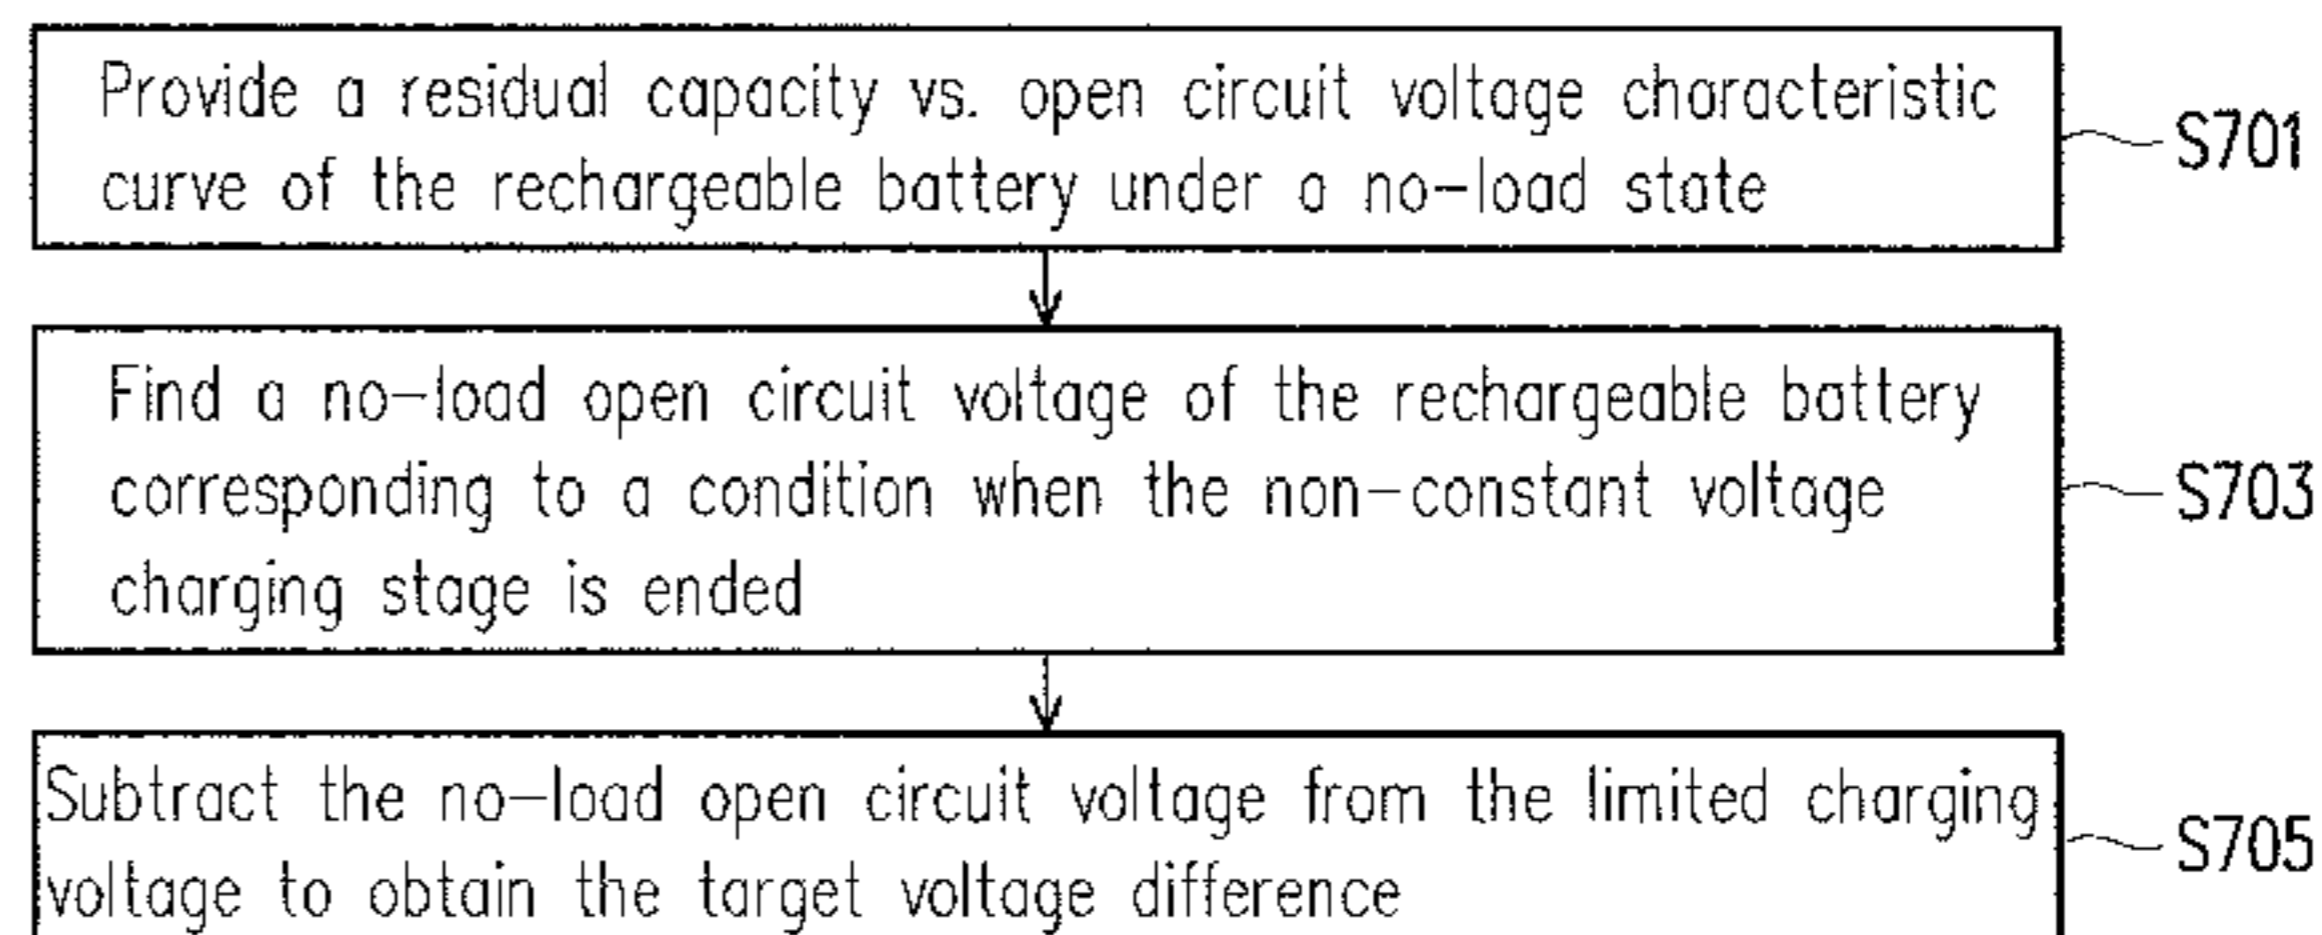 Provide a residual capacity vs. open circuit voltage characteristic
curve of the rechargeable battery under a no-load state
S701
Find a no-load open circuit voltage of the rechargeable battery
corresponding to a condition when the non-constant voltage
charging stage is ended
S703
Subtract the no-load open circuit voltage from the limited charging
voltage to obtain the target voltage difference
S705